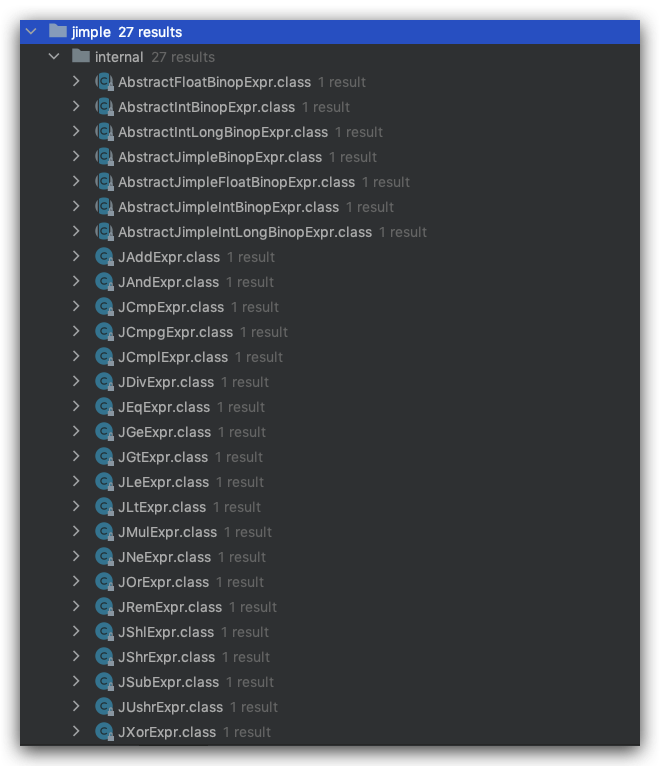 jimple 27 results
internal 27 results
AbstractFloatBinopExpr.class 1 result
AbstractIntBinopExpr.class 1 result
AbstractIntLongBinopExpr.class 1 result
AbstractJimpleBinopExpr.class 1 result
AbstractJimpleFloatBinopExpr.class 1 result
AbstractJimpleIntBinopExpr.class 1 result
AbstractJimpleIntLongBinopExpr.class 1 result
JAddExpr.class 1 result
JAndExpr.class 1 result
JCmpExpr.class 1 result
JCmpgExpr.class 1 result
JCmplExpr.class 1 result
JDivExpr.class 1 result
JEqExpr.class 1 result
JGeExpr.class 1 result
JGtExpr.class 1 result
JLeExpr.class 1 result
JLtExpr.class 1 result
JMulExpr.class 1 result
JNeExpr.class 1 result
JOrExpr.class 1 result
JRemExpr.class 1 result
JShlExpr.class 1 result
JShrExpr.class 1 result
JSubExpr.class 1 result
JUshrExpr.class 1 result
JXorExpr.class 1 result